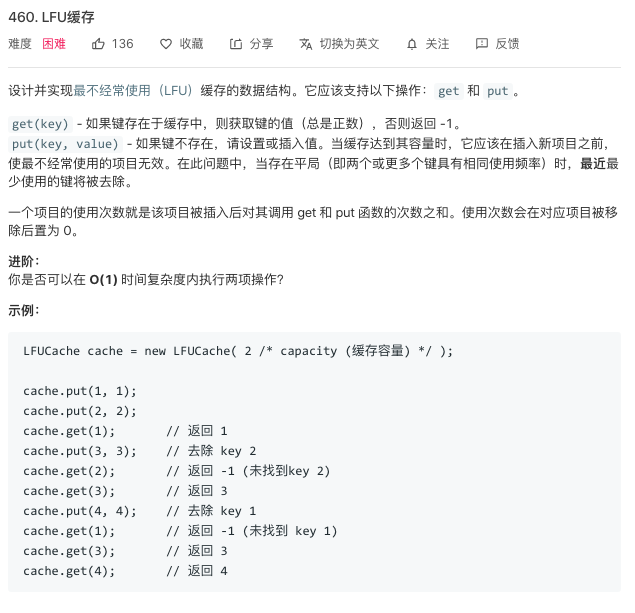 460. LFU缓存
难度 困难 136 收藏 分享 切换为英文 关注 反馈
设计并实现最不经常使用（LFU）缓存的数据结构。它应该支持以下操作： get 和 put 。
get(key) - 如果键存在于缓存中，则获取键的值（总是正数），否则返回 -1。
put(key, value) - 如果键不存在，请设置或插入值。当缓存达到其容量时，它应该在插入新项目之前，
使最不经常使用的项目无效。在此问题中，当存在平局（即两个或更多个键具有相同使用频率）时，最近最
少使用的键将被去除。
一个项目的使用次数就是该项目被插入后对其调用 get 和 put 函数的次数之和。使用次数会在对应项目被移
除后置为 0。
进阶：
你是否可以在 O(1) 时间复杂度内执行两项操作？
示例：
LFUCache cache = new LFUCache( 2 /* capacity (缓存容量) */ );
cache.put(1, 1);
cache.put(2, 2);
cache.get(1);       // 返回 1
cache.put(3, 3);    // 去除 key 2
cache.get(2);       // 返回 -1 (未找到key 2)
cache.get(3);       // 返回 3
cache.put(4, 4);    // 去除 key 1
cache.get(1);       // 返回 -1 (未找到 key 1)
cache.get(3);       // 返回 3
cache.get(4);       // 返回 4